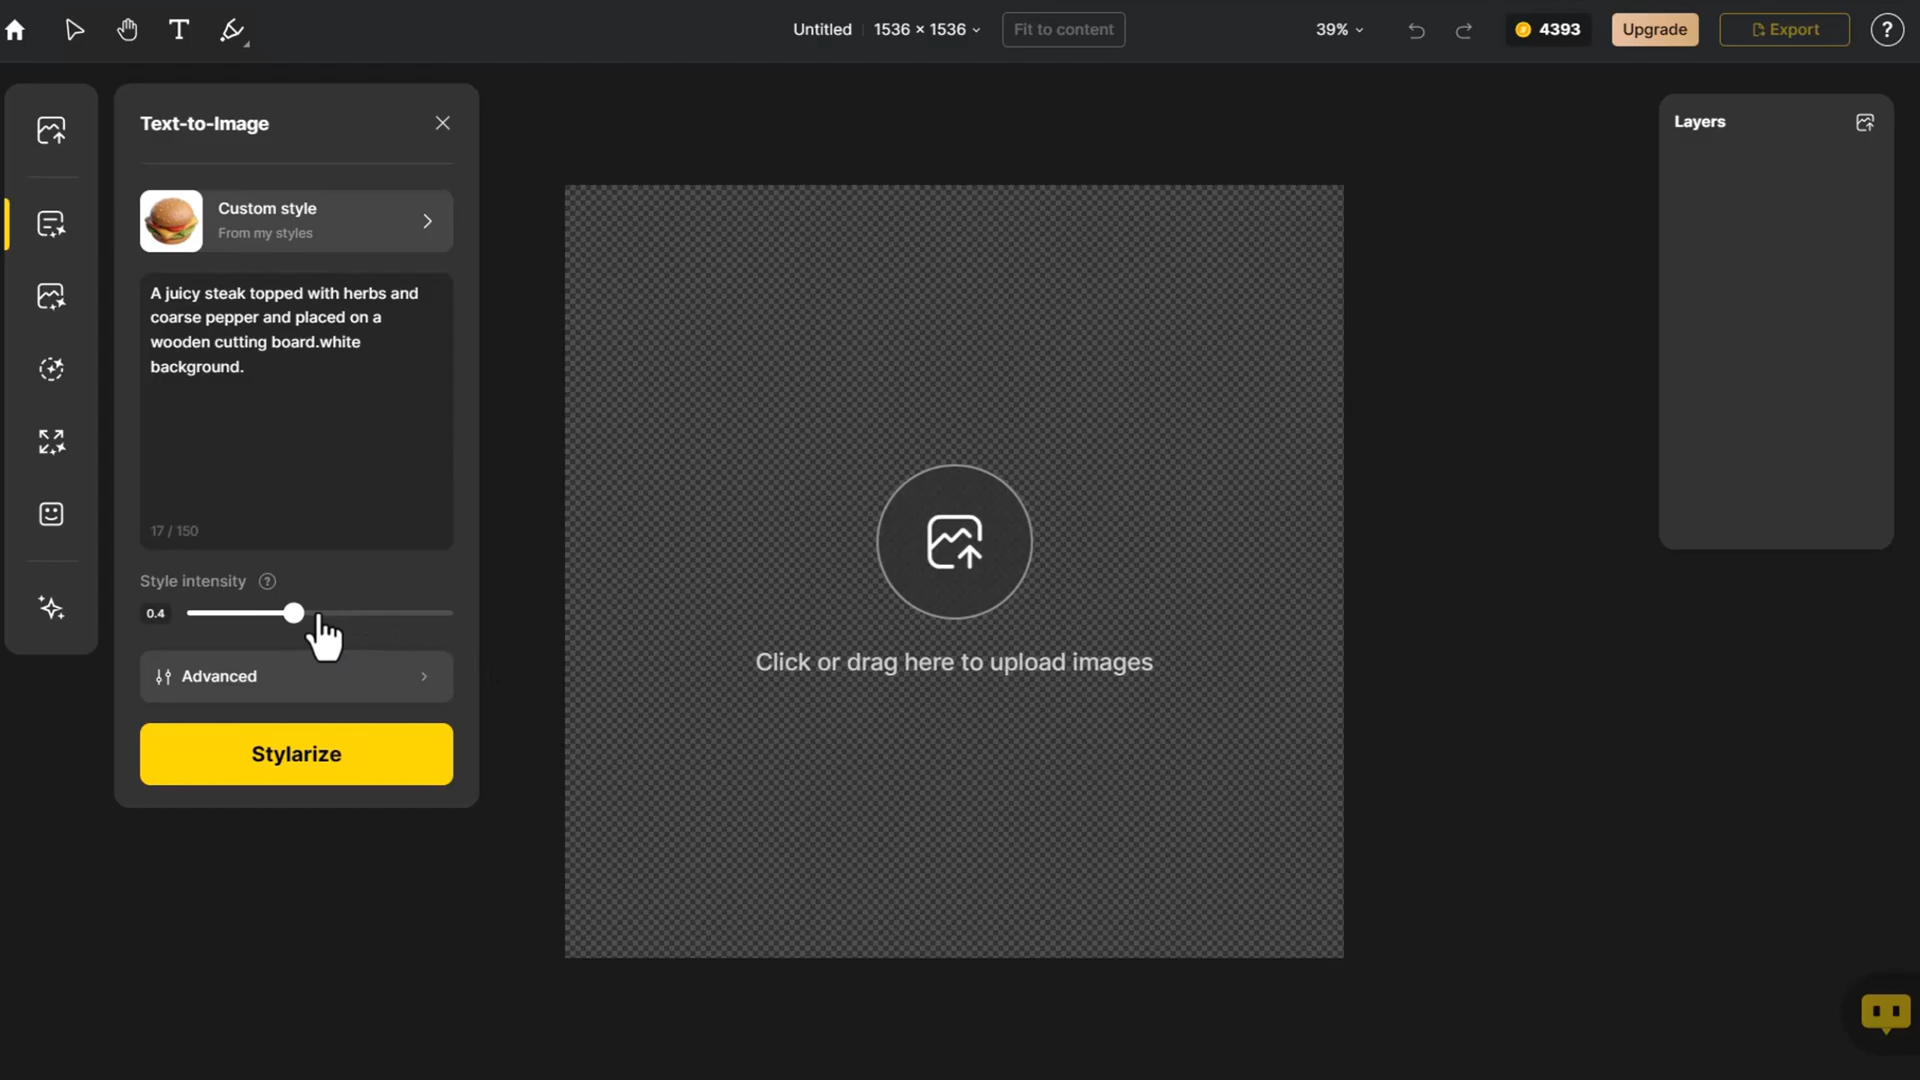 Untitled
1536 × 1536
Fit to content
39%
4393
Upgrade
Export
?
Text-to-Image
Custom style
From my styles
A juicy steak topped with herbs and
coarse pepper and placed on a
wooden cutting board.white
background.
17 / 150
Style intensity ?
0.4
Advanced
Stylarize
Click or drag here to upload images
Layers